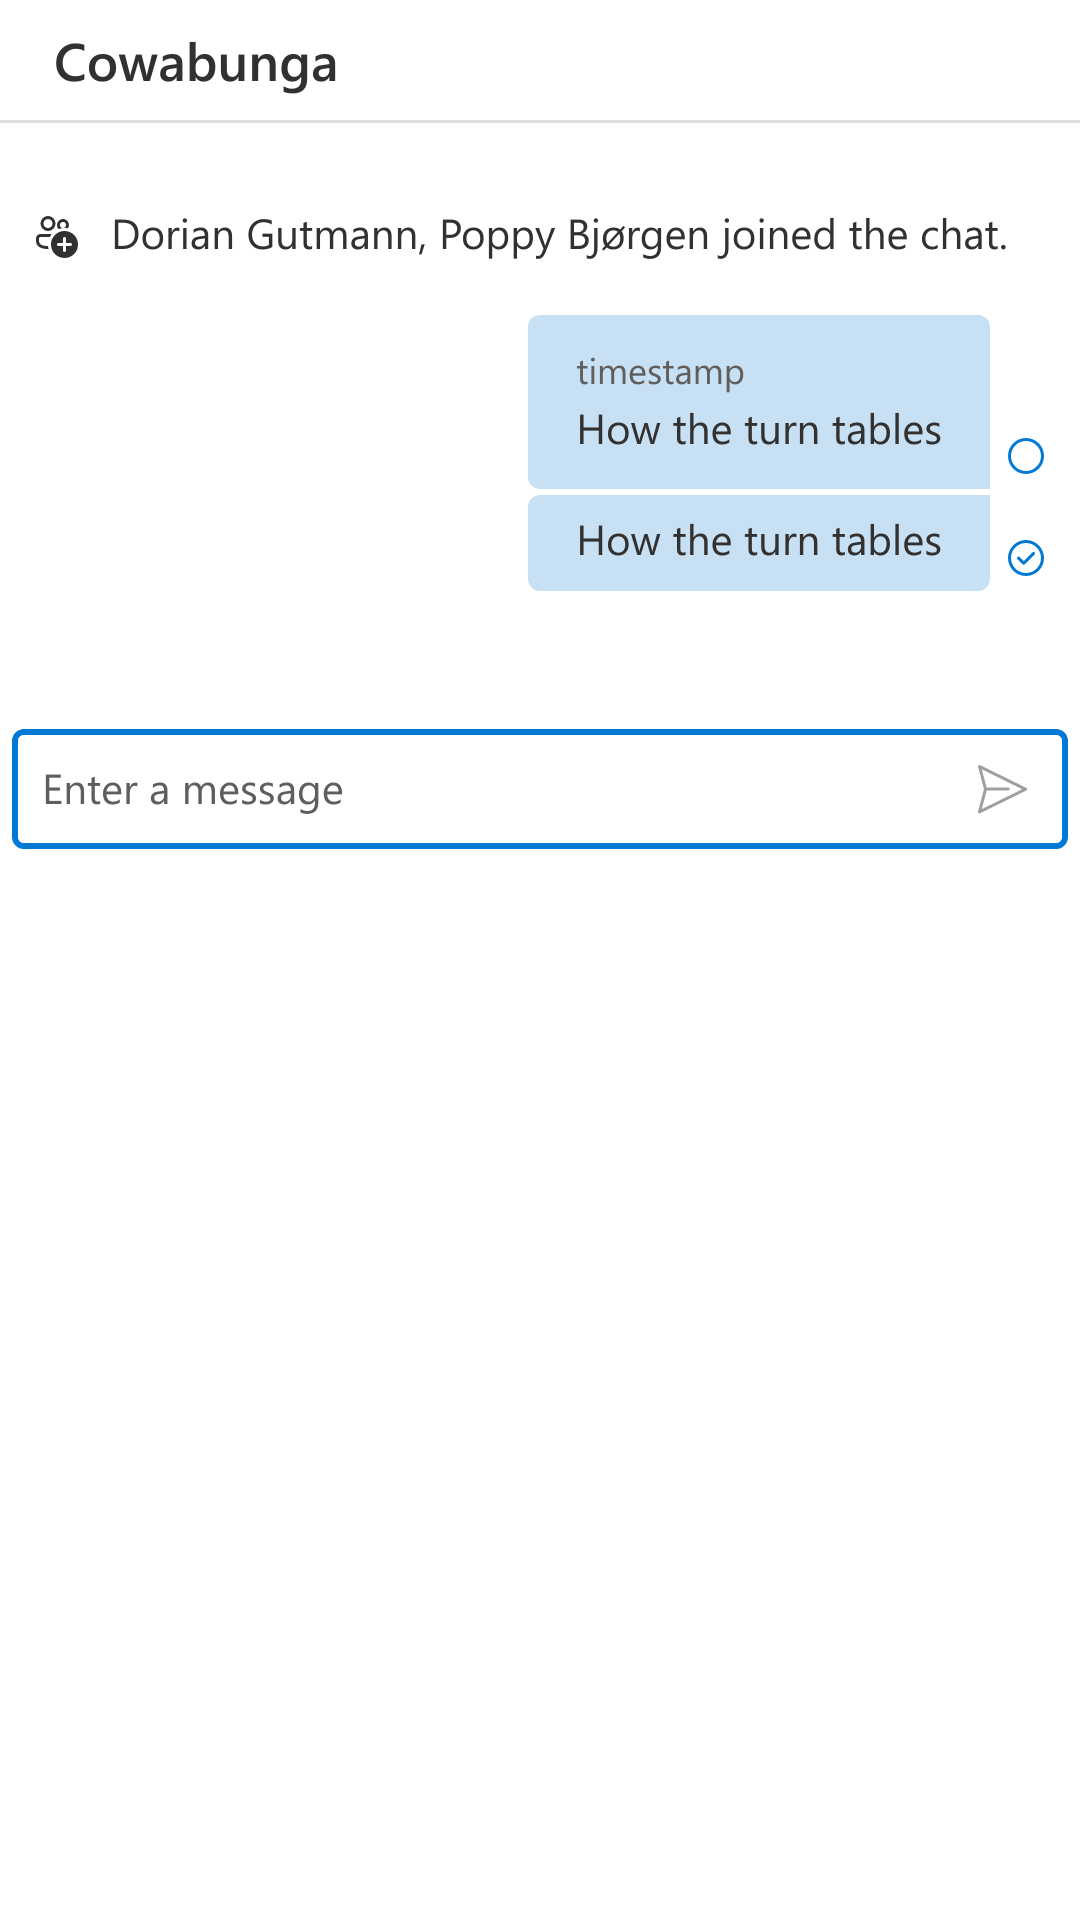 Cowabunga
Dorian Gutmann, Poppy Bjørgen joined the chat.
timestamp
How the turn tables
How the turn tables
Enter a message